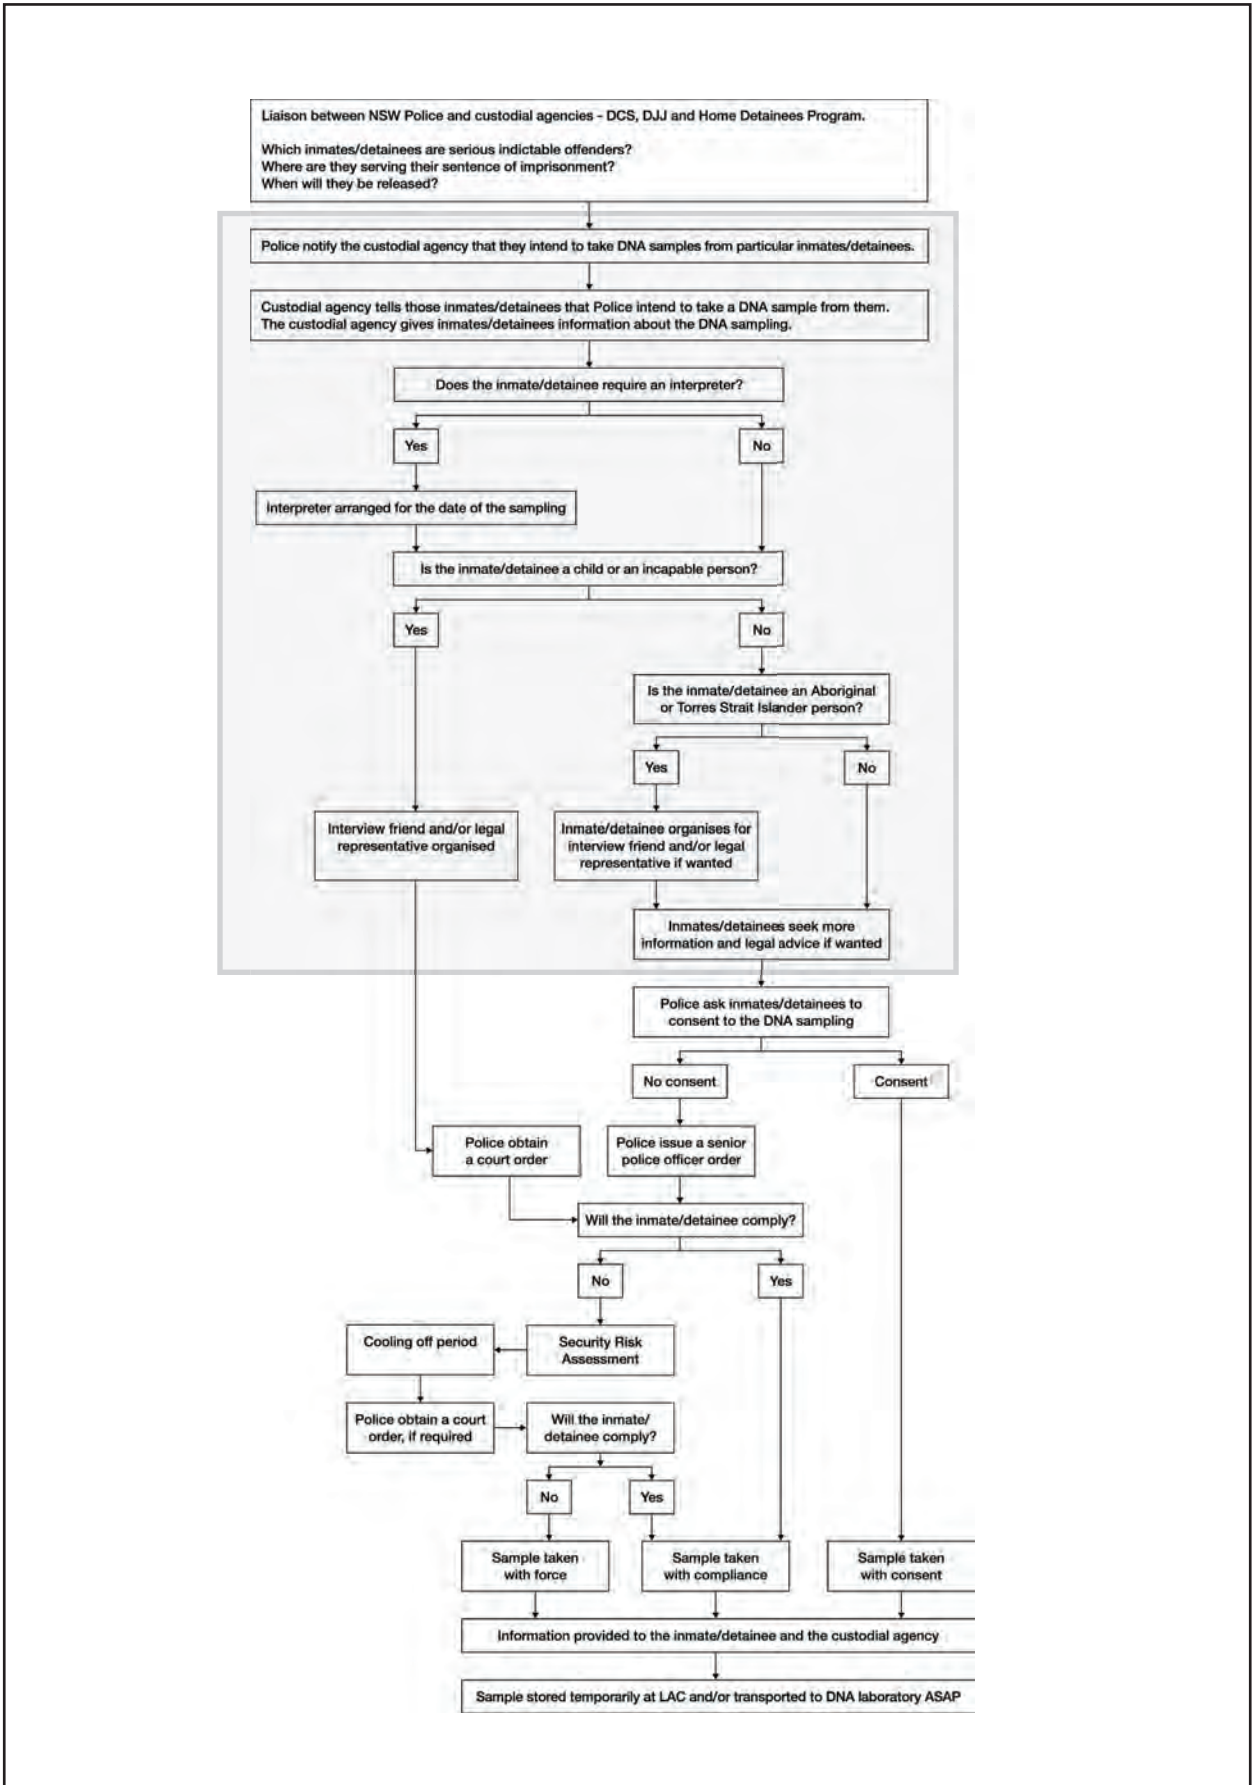 Liaison between NSW Police and custodial agencies - DCS, DJJ and Home Detainees Program.
Which inmates/detainees are serious indictable offenders?
Where are they serving their sentence of imprisonment?
When will they be released?
Police notify the custodial agency that they intend to take DNA samples from particular inmates/detainees.
Custodial agency tells those inmates/detainees that Police intend to take a DNA sample from them.
The custodial agency gives inmates/detainees information about the DNA sampling.
Does the inmate/detainee require an interpreter?
Yes
No
Interpreter arranged for the date of the sampling
Is the inmate/detainee a child or an incapable person?
Yes
No
Is the inmate/detainee an Aboriginal
or Torres Strait Islander person?
Yes
No
Interview friend and/or legal
representative organised
Inmate/detainee organises for
interview friend and/or legal
representative if wanted
Inmates/detainees seek more
information and legal advice if wanted
Police ask inmates/detainees to
consent to the DNA sampling
No consent
Consent
Police obtain
a court order
Police issue a senior
police officer order
Will the inmate/detainee comply?
No
Yes
Cooling off period
Security Risk
Assessment
Police obtain a court
order, if required
Will the inmate/
detainee comply?
No
Yes
Sample taken
with force
Sample taken
with compliance
Sample taken
with consent
Information provided to the inmate/detainee and the custodial agency
Sample stored temporarily at LAC and/or transported to DNA laboratory ASAP